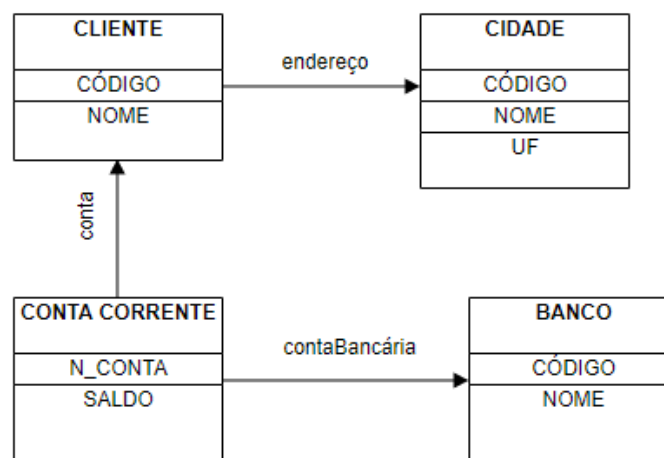 CLIENTE
CÓDIGO
NOME
endereço
CIDADE
CÓDIGO
NOME
UF
conta
CONTA CORRENTE
N_CONTA
SALDO
contaBancária
BANCO
CÓDIGO
NOME